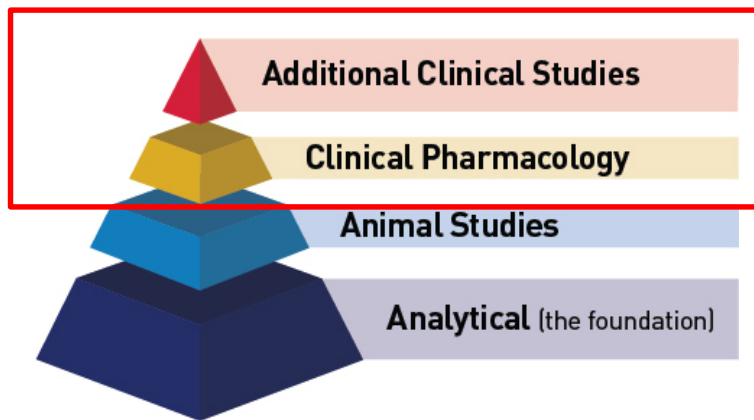 Additional Clinical Studies
Clinical Pharmacology
Animal Studies
Analytical (the foundation)